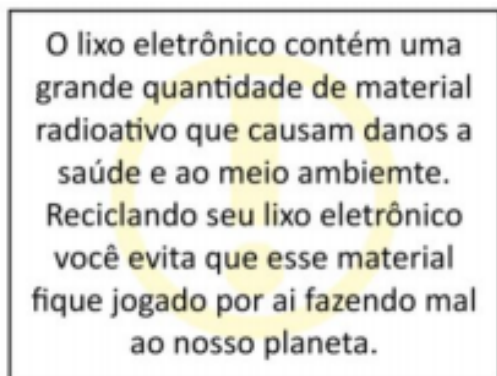 O lixo eletrônico contém uma
grande quantidade de material
radioativo que causam danos a
saúde e ao meio ambiemte.
Reciclando seu lixo eletrônico
você evita que esse material
fique jogado por ai fazendo mal
ao nosso planeta.